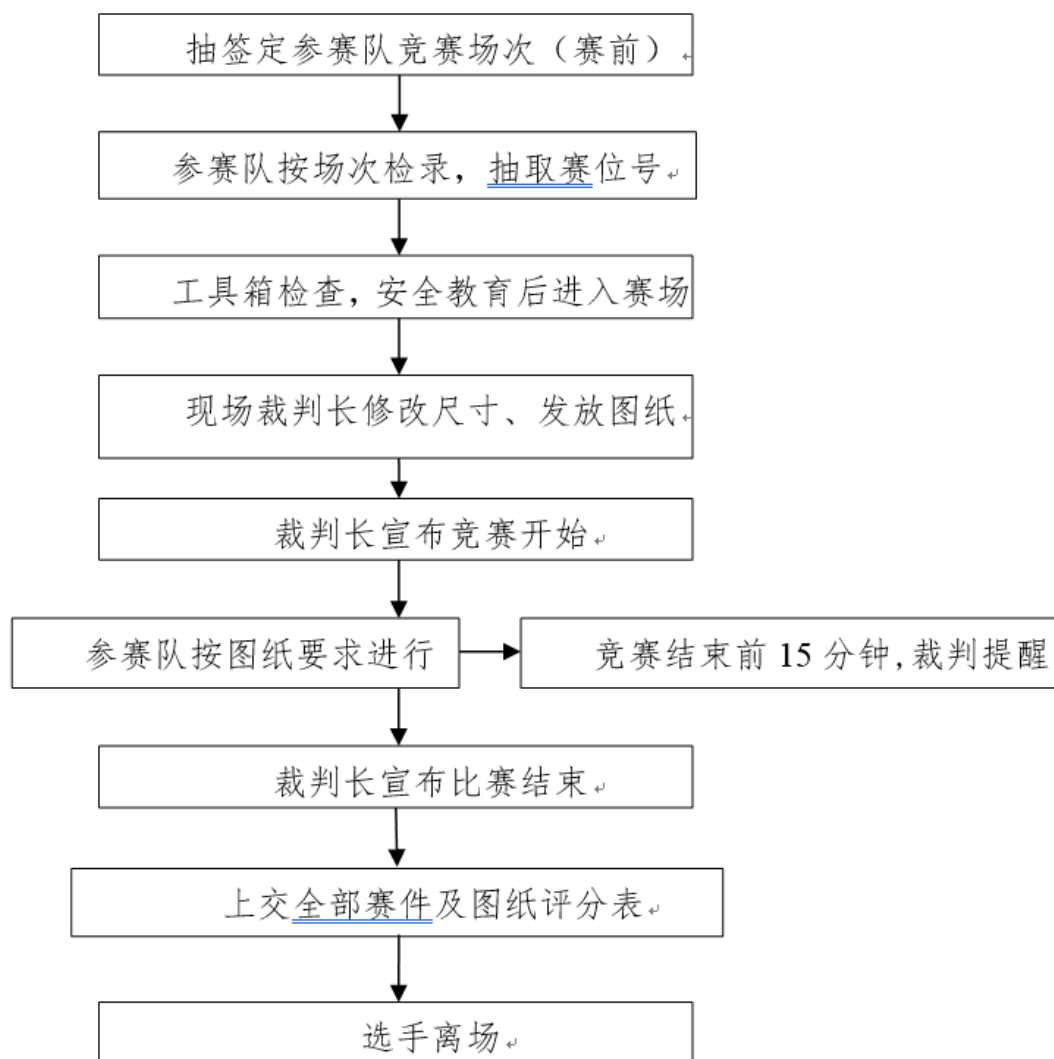 抽签定参赛队竞赛场次（赛前）
参赛队按场次检录，抽取赛位号
工具箱检查，安全教育后进入赛场
现场裁判长修改尺寸、发放图纸
裁判长宣布竞赛开始
参赛队按图纸要求进行
竞赛结束前 15 分钟,裁判提醒
裁判长宣布比赛结束
上交全部赛件及图纸评分表
选手离场